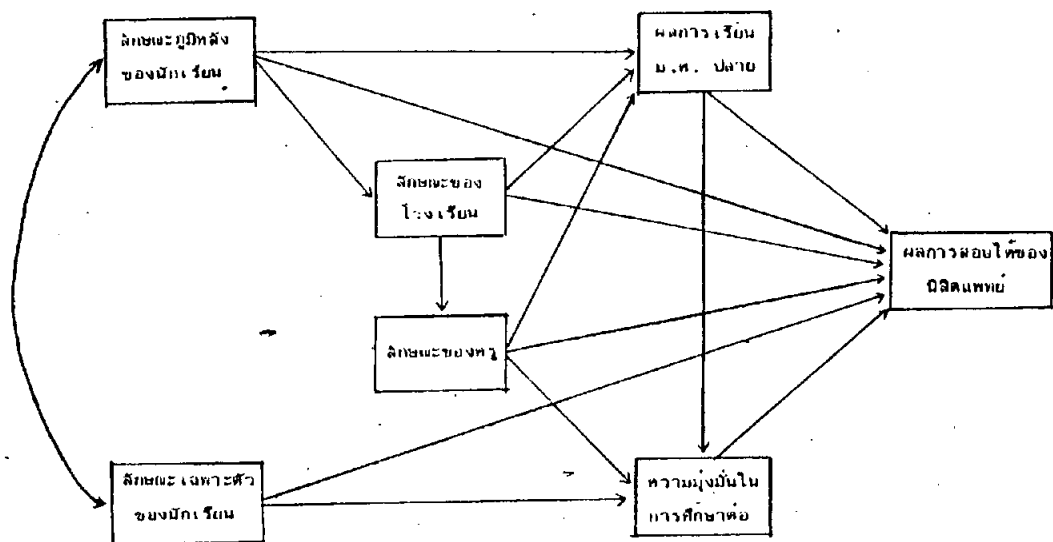 ลักษณะภูมิหลัง
ของนักเรียน
ผลการเรียน
ม.ศ. ปลาย
ลักษณะของ
โรงเรียน
ผลการสอบได้ของ
นิสิตแพทย์
ลักษณะของครู
ลักษณะเฉพาะตัว
ของนักเรียน
ความมุ่งมั่นใน
การศึกษาต่อ